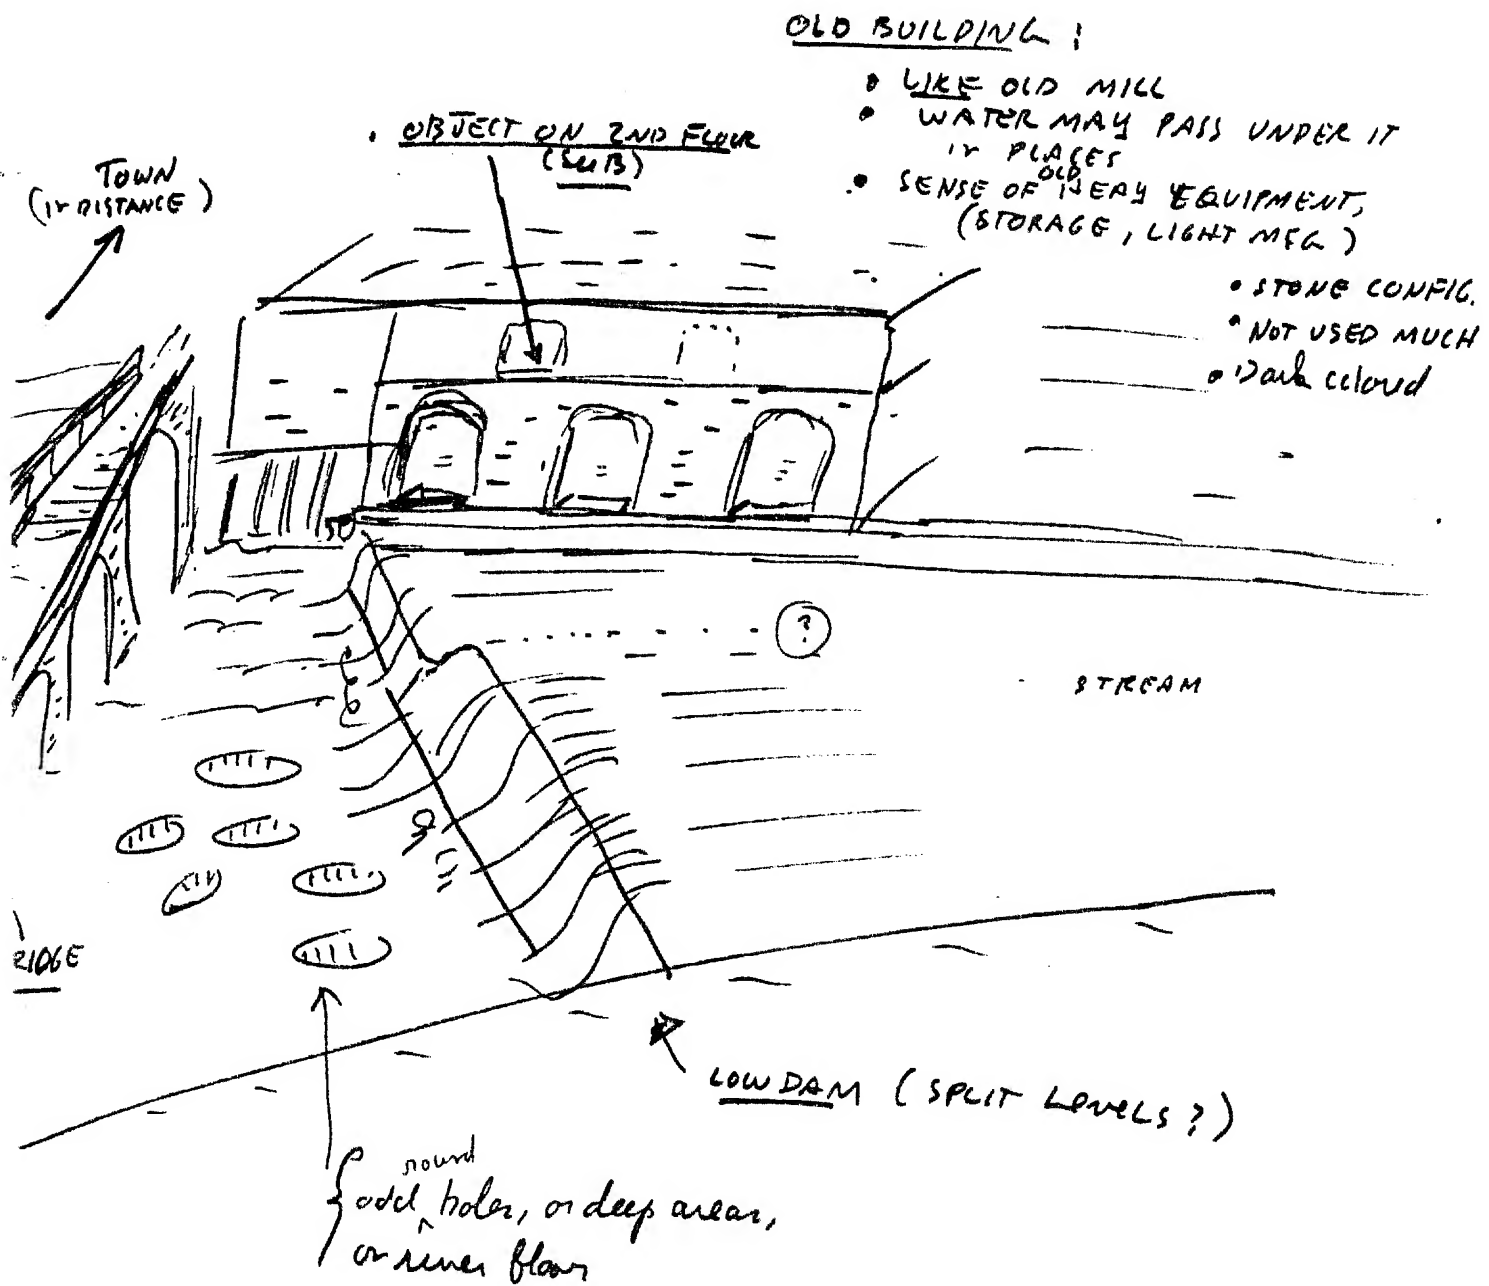 OLD BUILDING :
• LIKE OLD MILL
• WATER MAY PASS UNDER IT
in PLACES
OLD
• SENSE OF HEAVY EQUIPMENT,
(STORAGE, LIGHT MFG)
• STONE CONFIG.
• NOT USED MUCH
• Dark colored
• OBJECT ON 2ND FLOOR
(SUB)
TOWN
(in DISTANCE)
?
STREAM
RIDGE
LOW DAM (SPLIT LEVELS?)
round
odd holes, or deep areas,
on river floor